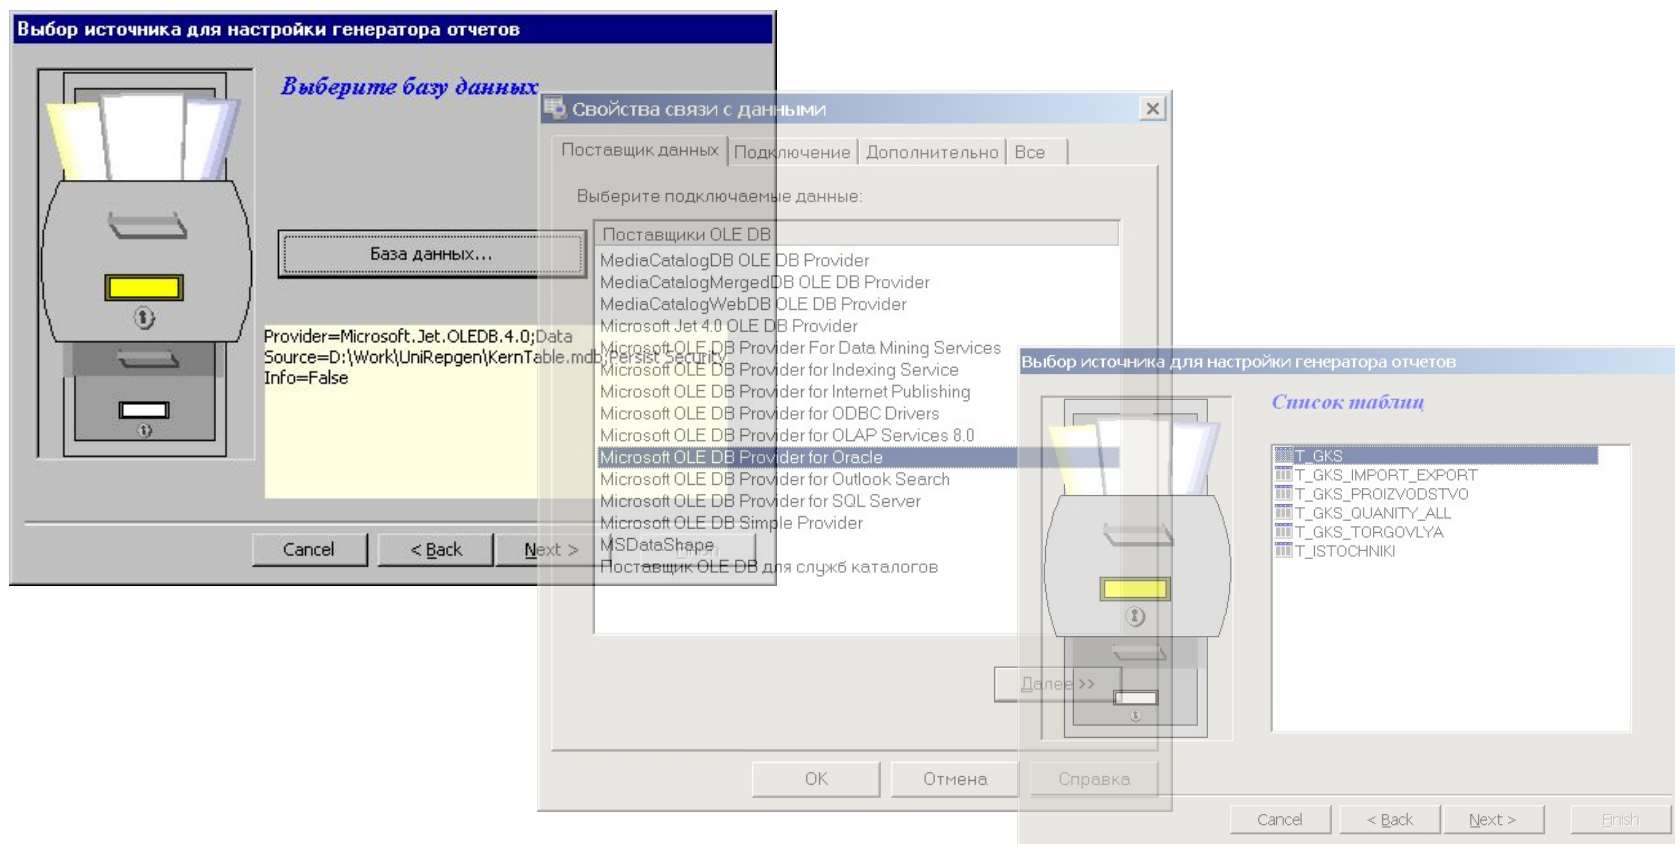 Выбор источника для настройки генератора отчетов
Выберите базу данных
База данных...
Provider=Microsoft.Jet.OLEDB.4.0;Data
Source=D:\Work\UniRepgen\KernTable.mdb;Persist Security
Info=False
Cancel
< Back
Next >
Finish
Свойства связи с данными
Поставщик данных
Подключение
Дополнительно
Все
Выберите подключаемые данные:
Поставщики OLE DB
MediaCatalogDB OLE DB Provider
MediaCatalogMergedDB OLE DB Provider
MediaCatalogWebDB OLE DB Provider
Microsoft Jet 4.0 OLE DB Provider
Microsoft OLE DB Provider For Data Mining Services
Microsoft OLE DB Provider for Indexing Service
Microsoft OLE DB Provider for Internet Publishing
Microsoft OLE DB Provider for ODBC Drivers
Microsoft OLE DB Provider for OLAP Services 8.0
Microsoft OLE DB Provider for Oracle
Microsoft OLE DB Provider for Outlook Search
Microsoft OLE DB Provider for SQL Server
Microsoft OLE DB Simple Provider
MSDataShape
Поставщик OLE DB для служб каталогов
Далее >>
OK
Отмена
Справка
Выбор источника для настройки генератора отчетов
Список таблиц
T_GKS
T_GKS_IMPORT_EXPORT
T_GKS_PROIZVODSTVO
T_GKS_QUANITY_ALL
T_GKS_TORGOVLYA
T_ISTOCHNIKI
Cancel
< Back
Next >
Finish